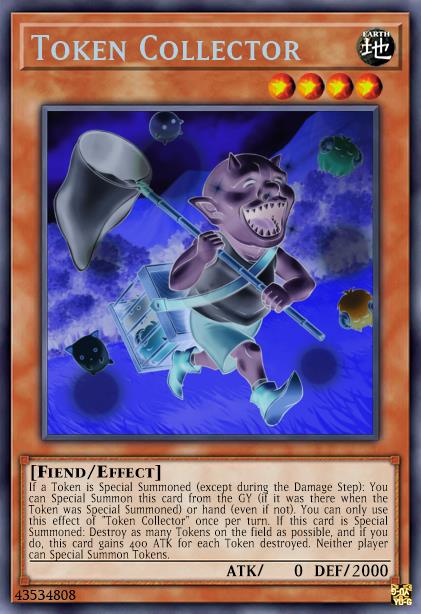 TOKEN COLLECTOR
EARTH
地
[FIEND/EFFECT]
If a Token is Special Summoned (except during the Damage Step): You
can Special Summon this card from the GY (if it was there when the
Token was Special Summoned) or hand (even if not). You can only use
this effect of "Token Collector" once per turn. If this card is Special
Summoned: Destroy as many Tokens on the field as possible, and if you
do, this card gains 400 ATK for each Token destroyed. Neither player
can Special Summon Tokens.
ATK/ 0 DEF/2000
43534808